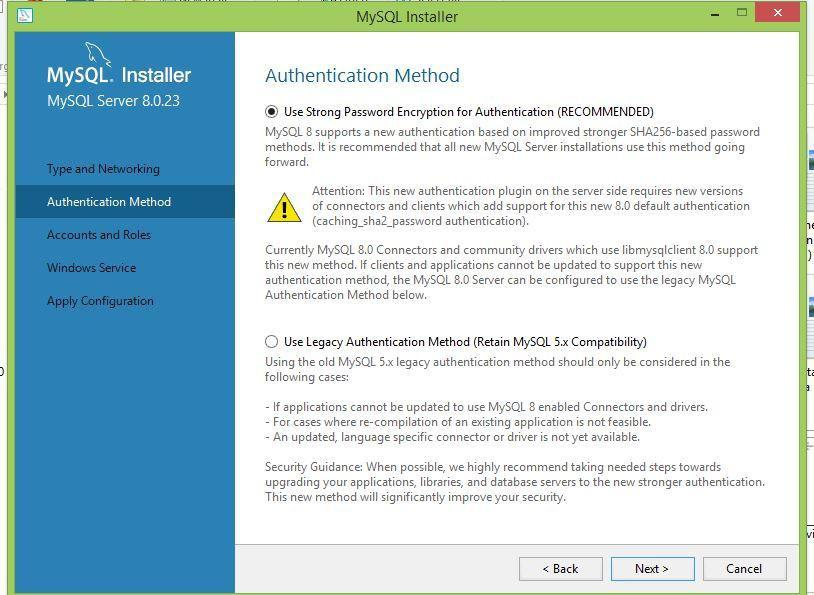 MySQL Installer
MySQL. Installer
MySQL Server 8.0.23
Type and Networking
Authentication Method
Accounts and Roles
Windows Service
Apply Configuration
Authentication Method
Use Strong Password Encryption for Authentication (RECOMMENDED)
MySQL 8 supports a new authentication based on improved stronger SHA256-based password
methods. It is recommended that all new MySQL Server installations use this method going
forward.
Attention: This new authentication plugin on the server side requires new versions
of connectors and clients which add support for this new 8.0 default authentication
(caching_sha2_password authentication).
Currently MySQL 8.0 Connectors and community drivers which use libmysqlclient 8.0 support
this new method. If clients and applications cannot be updated to support this new
authentication method, the MySQL 8.0 Server can be configured to use the legacy MySQL
Authentication Method below.
Use Legacy Authentication Method (Retain MySQL 5.x Compatibility)
Using the old MySQL 5.x legacy authentication method should only be considered in the
following cases:
- If applications cannot be updated to use MySQL 8 enabled Connectors and drivers.
- For cases where re-compilation of an existing application is not feasible.
- An updated, language specific connector or driver is not yet available.
Security Guidance: When possible, we highly recommend taking needed steps towards
upgrading your applications, libraries, and database servers to the new stronger authentication.
This new method will significantly improve your security.
< Back
Next >
Cancel